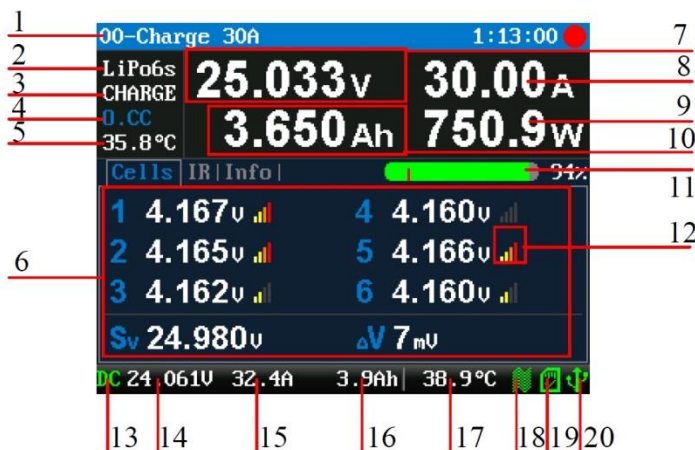 1
00-Charge 30A 1:13:00
7
2
LiPo6s
25.033V 30.00A
8
3
CHARGE
4
0.CC
3.650Ah 750.9W
9
5
35.8°C
10
Cells IR|Info| 94%
11
1 4.167V 4 4.160V
12
2 4.165V 5 4.166V
6
3 4.162V 6 4.160V
Sv 24.980V ΔV 7mV
DC 24.061V 32.4A 3.9Ah 38.9°C
13 14 15 16 17 18 19 20